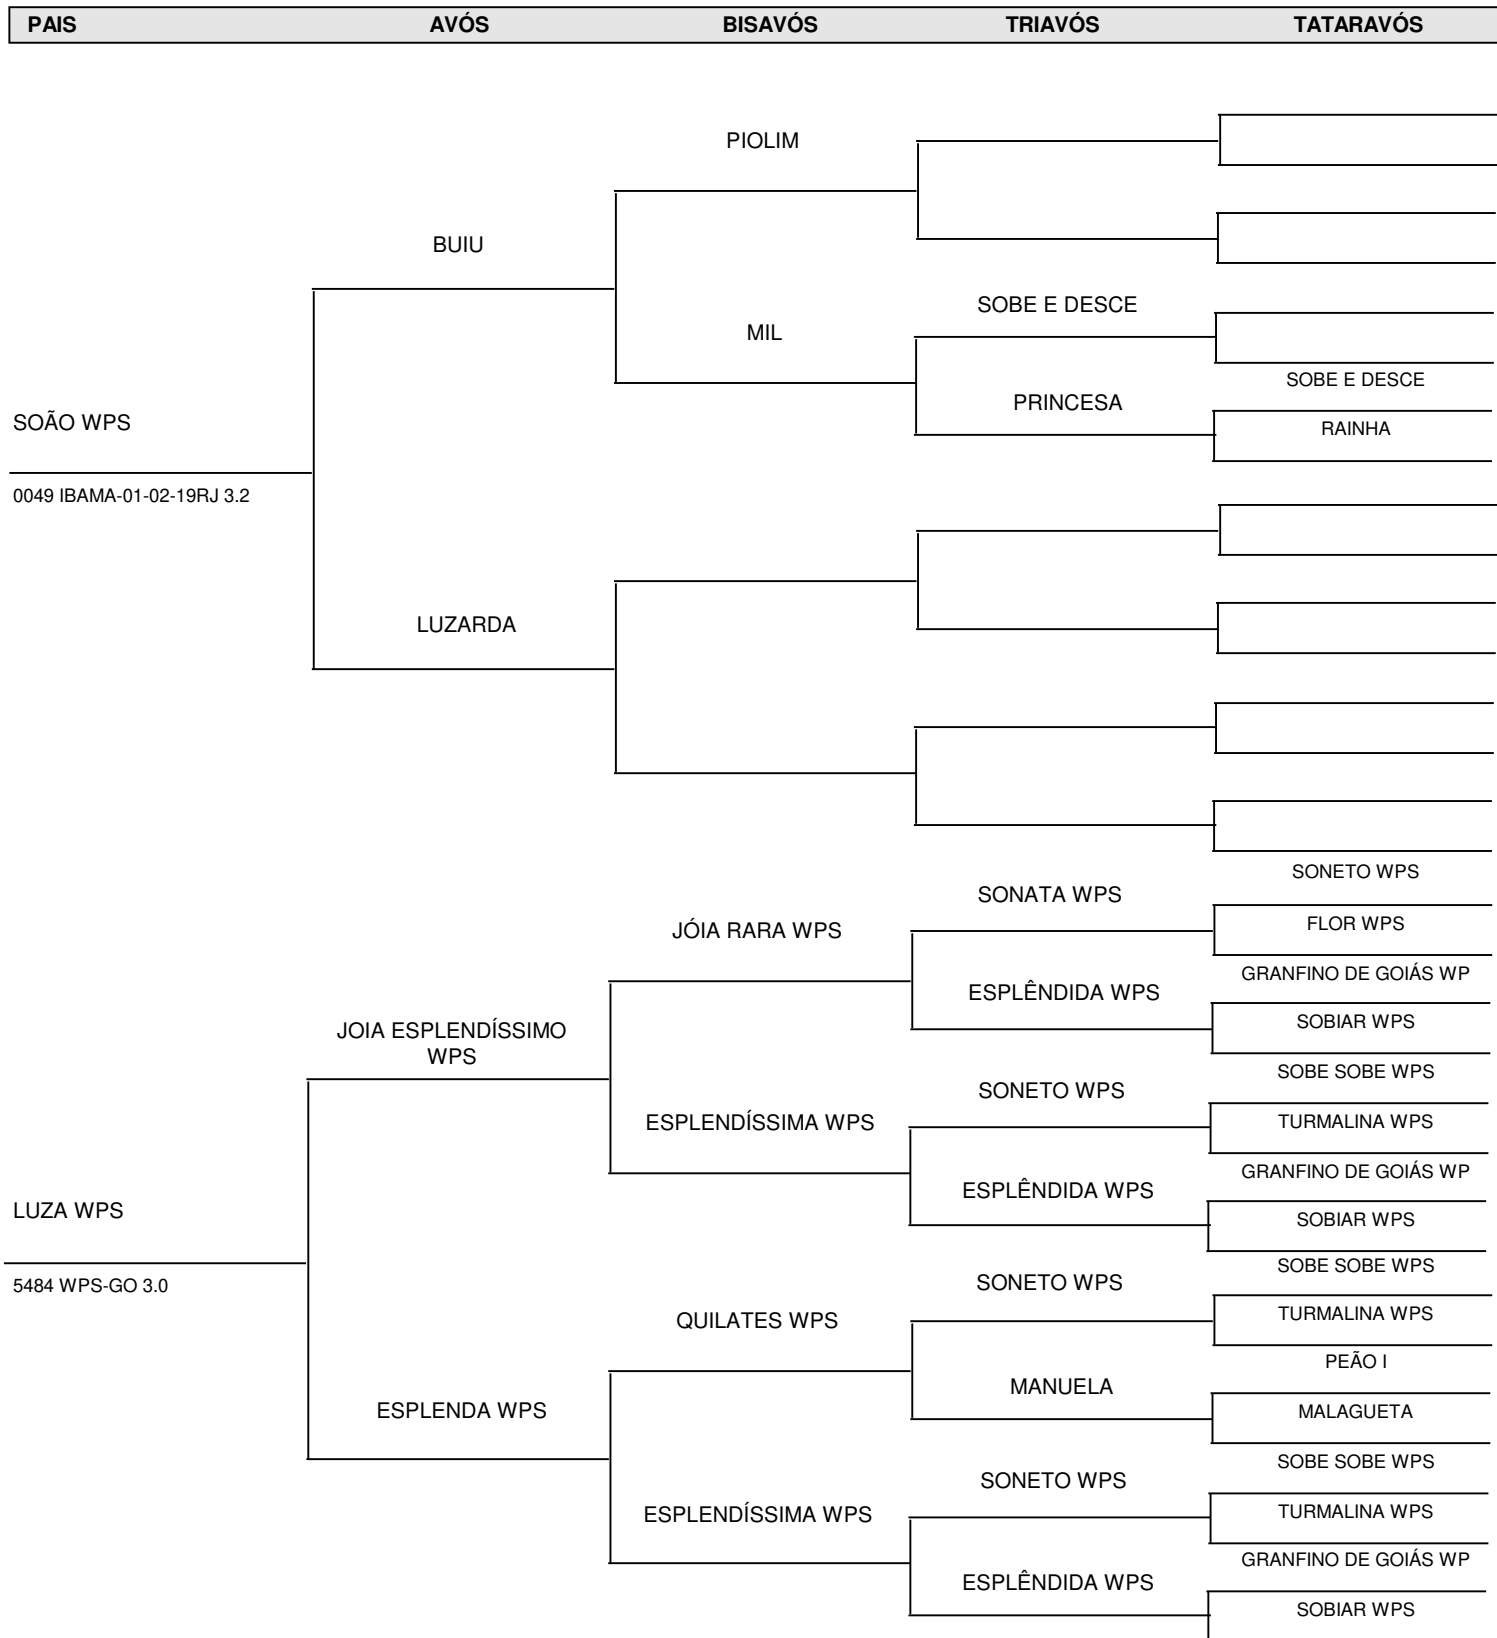 PAIS AVÓS BISAVÓS TRIAVÓS TATARAVÓS
PIOLIM
BUIU
SOBE E DESCE
MIL
SOBE E DESCE
PRINCESA
SOÃO WPS
RAINHA
0049 IBAMA-01-02-19RJ 3.2
LUZARDA
SONETO WPS
SONATA WPS
JÓIA RARA WPS
FLOR WPS
GRANFINO DE GOIÁS WP
ESPLÊNDIDA WPS
JOIA ESPLENDÍSSIMO
WPS
SOBIAR WPS
SOBE SOBE WPS
SONETO WPS
ESPLENDÍSSIMA WPS
TURMALINA WPS
GRANFINO DE GOIÁS WP
ESPLÊNDIDA WPS
LUZA WPS
SOBIAR WPS
SOBE SOBE WPS
5484 WPS-GO 3.0
SONETO WPS
QUILATES WPS
TURMALINA WPS
PEÃO I
MANUELA
ESPLENDA WPS
MALAGUETA
SOBE SOBE WPS
SONETO WPS
ESPLENDÍSSIMA WPS
TURMALINA WPS
GRANFINO DE GOIÁS WP
ESPLÊNDIDA WPS
SOBIAR WPS